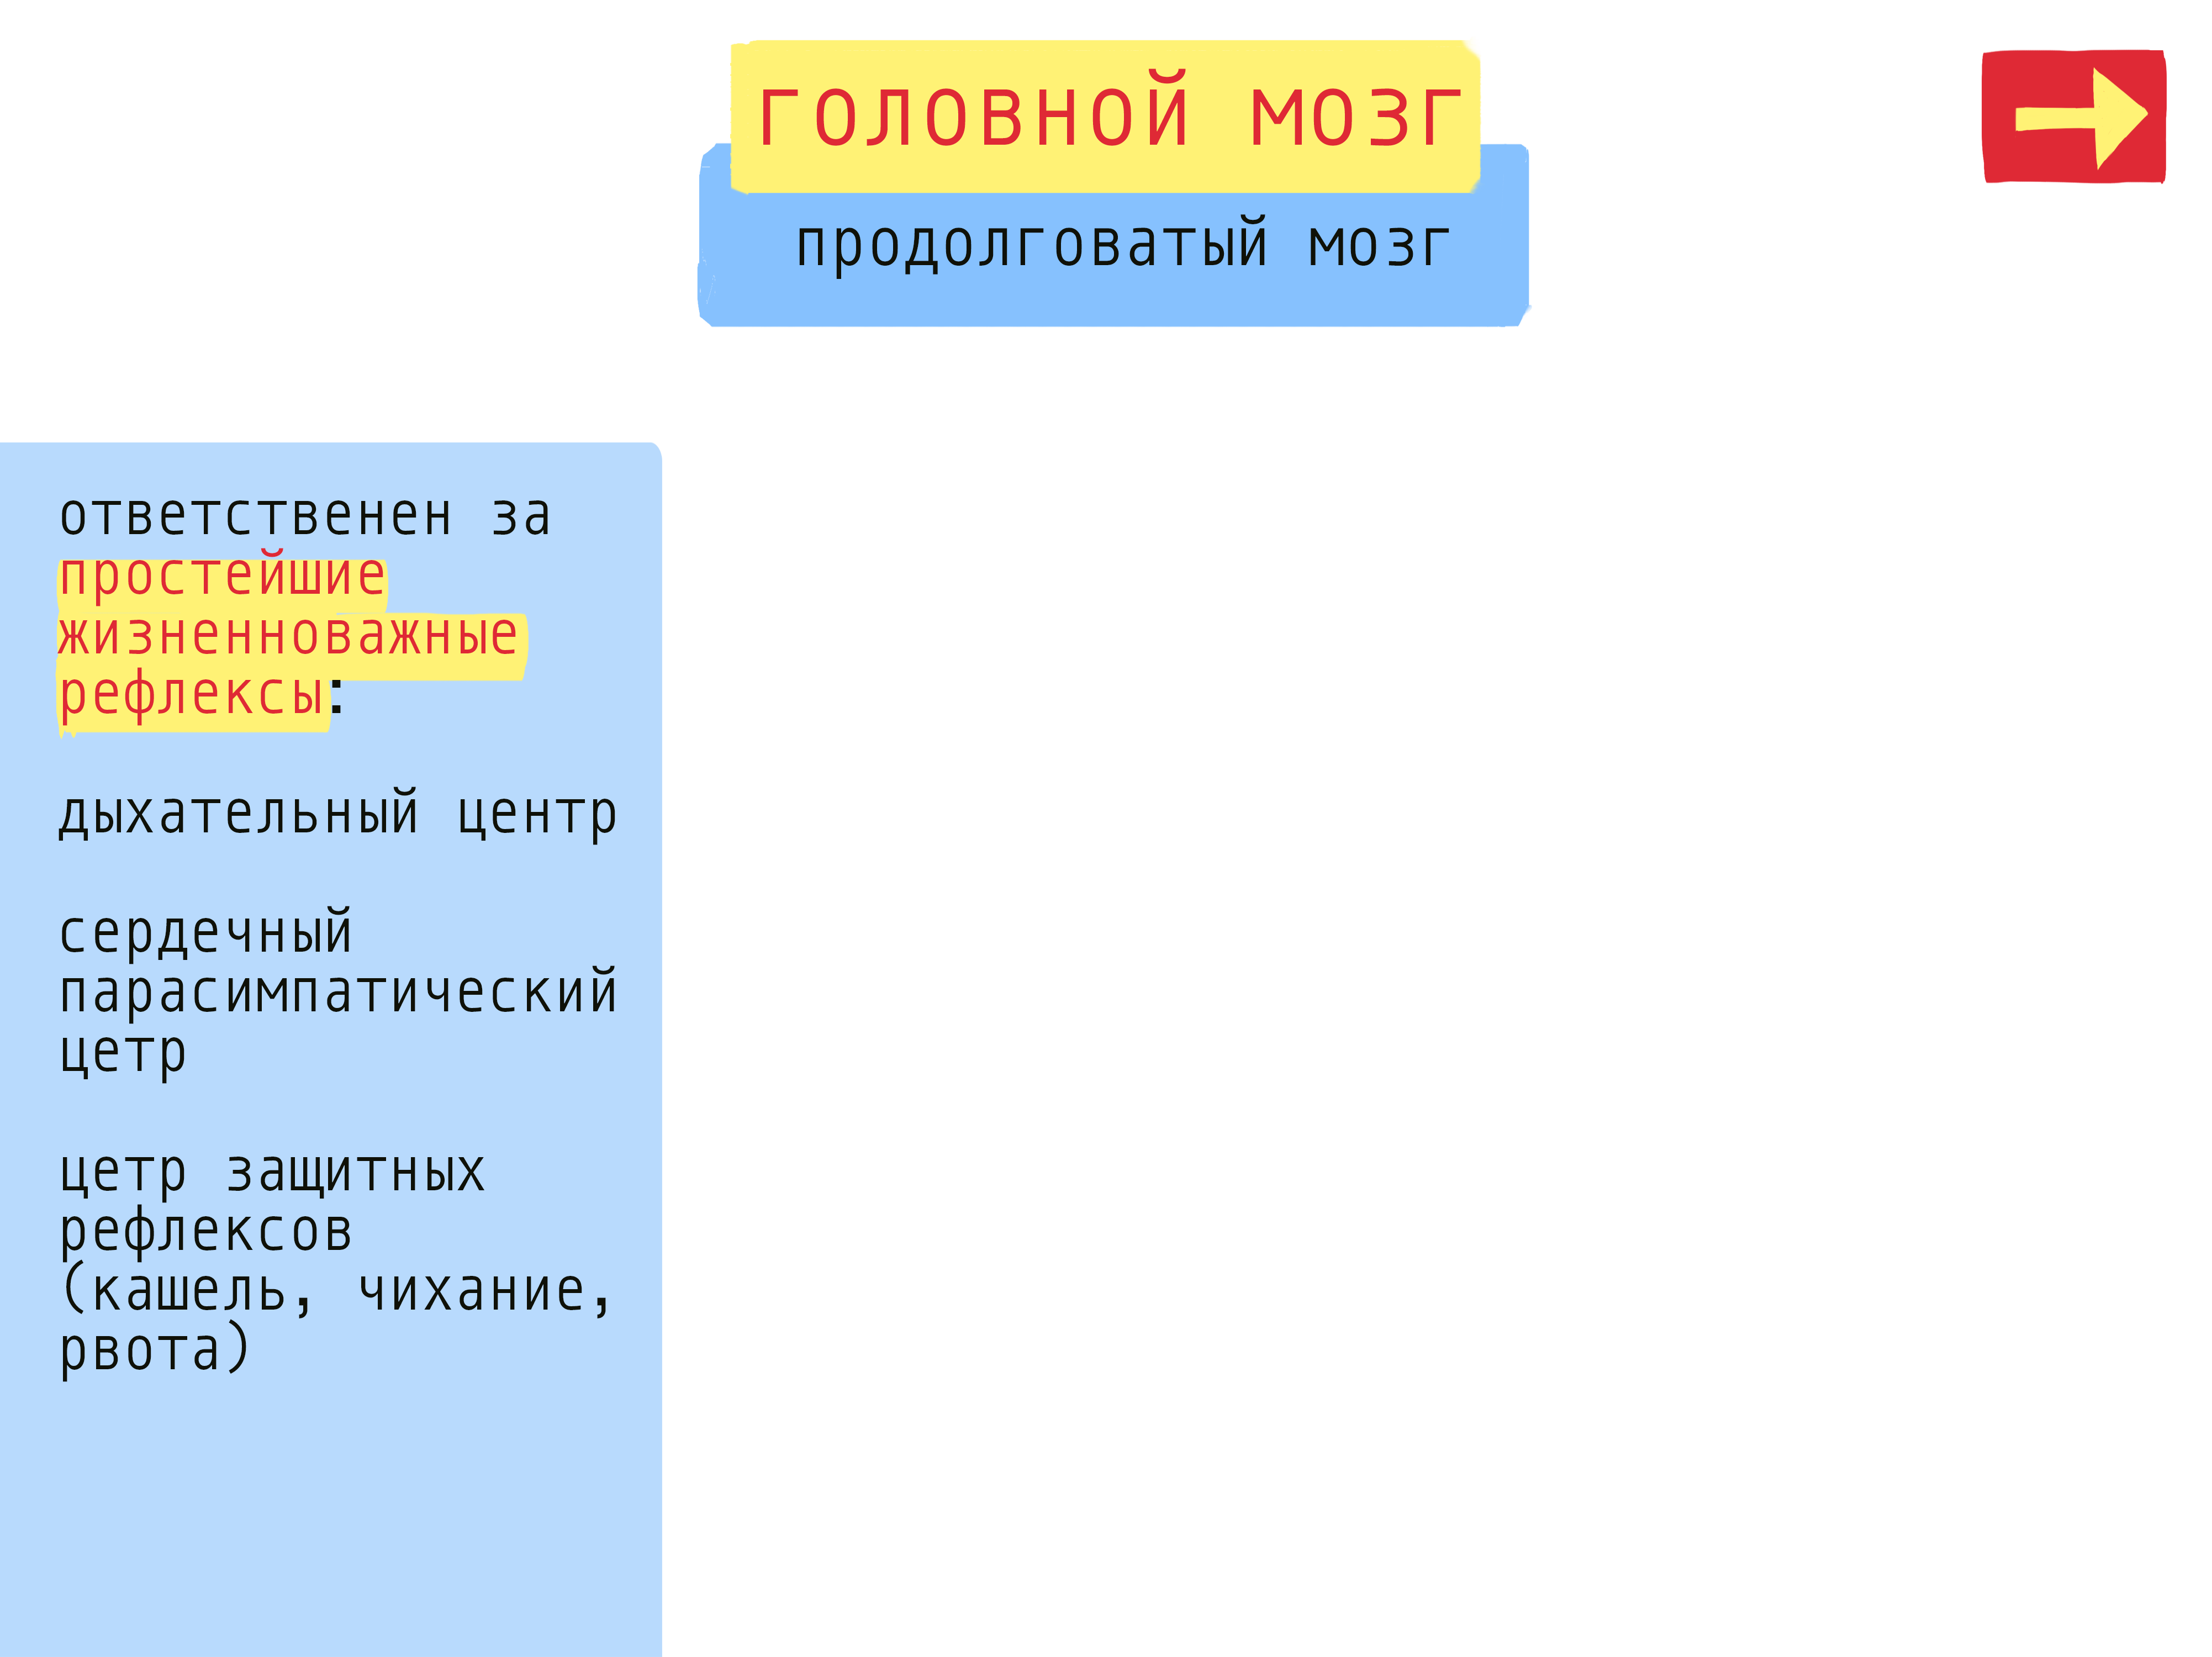 головной мозг
продолговатый мозг
ответственен за
простейшие
жизненноважные
рефлексы:
дыхательный центр
сердечный
парасимпатический
цетр
цетр защитных
рефлексов
(кашель, чихание,
рвота)